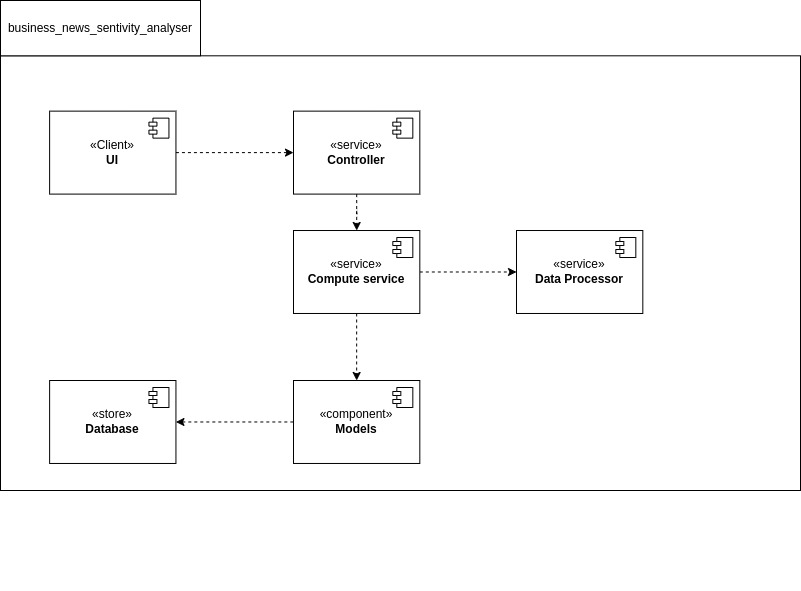 business_news_sentivity_analyser
«Client»
UI
«service»
Controller
«service»
Compute service
«service»
Data Processor
«store»
Database
«component»
Models